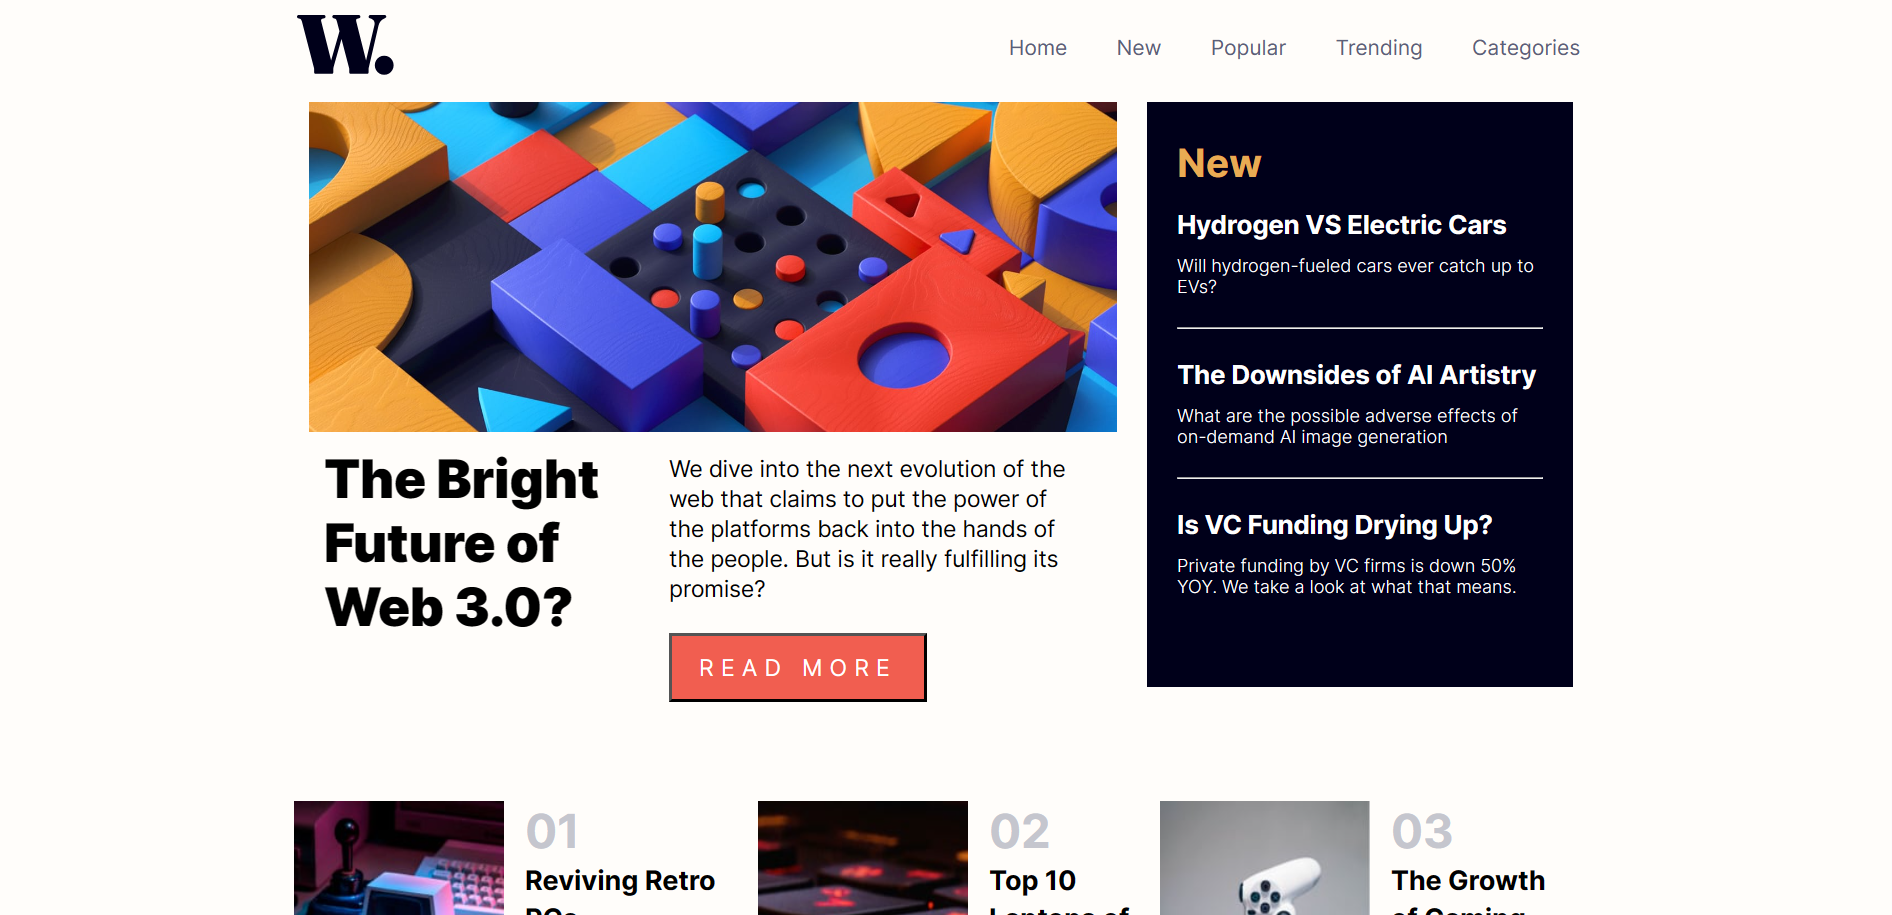 W.
Home New Popular Trending Categories
The Bright
Future of
Web 3.0?
We dive into the next evolution of the
web that claims to put the power of
the platforms back into the hands of
the people. But is it really fulfilling its
promise?
READ MORE
New
Hydrogen VS Electric Cars
Will hydrogen-fueled cars ever catch up to
EVs?
The Downsides of AI Artistry
What are the possible adverse effects of
on-demand AI image generation
Is VC Funding Drying Up?
Private funding by VC firms is down 50%
YOY. We take a look at what that means.
01
Reviving Retro
PCs
02
Top 10
Laptops of
03
The Growth
of Gaming